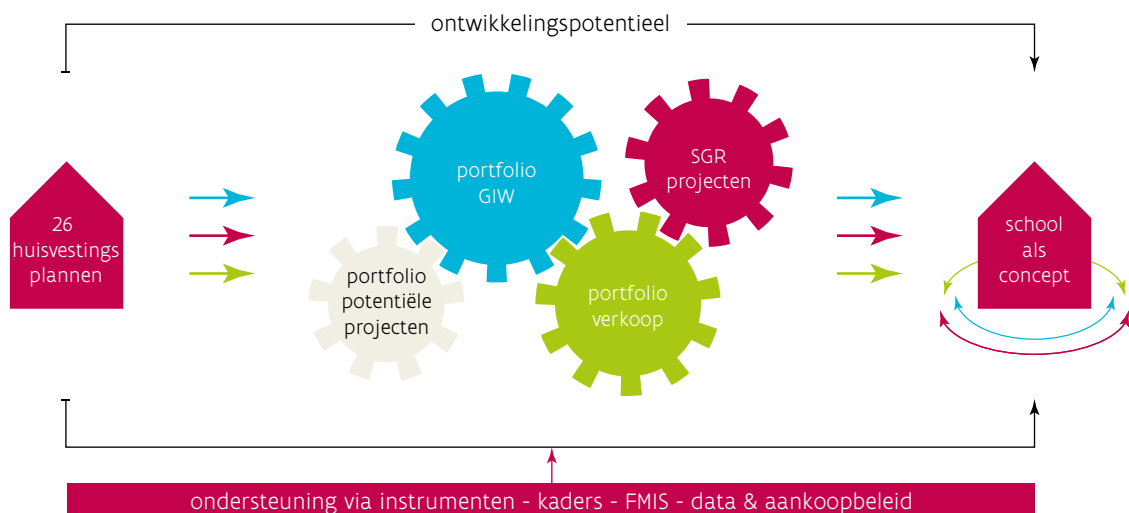 ontwikkelingspotentieel
26
huisvestings
plannen
portfolio
GIW
SGR
projecten
portfolio
potentiële
projecten
portfolio
verkoop
school
als
concept
ondersteuning via instrumenten - kaders - FMIS - data & aankoopbeleid